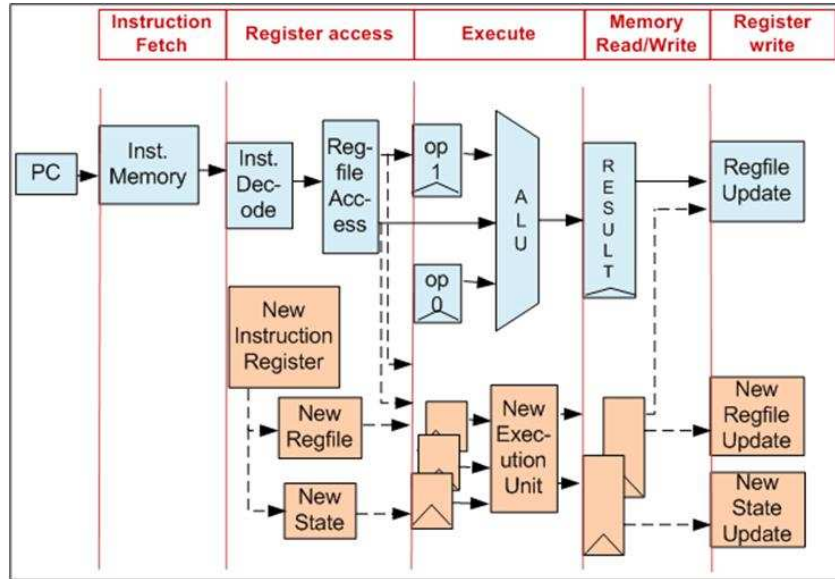 Instruction
Fetch
Register access
Execute
Memory
Read/Write
Register
write
PC
Inst.
Memory
Inst.
Dec-
ode
Reg-
file
Acc-
ess
op
1
op
0
A
L
U
R
E
S
U
L
T
Regfile
Update
New
Instruction
Register
New
Regfile
New
State
New
Exec-
ution
Unit
New
Regfile
Update
New
State
Update